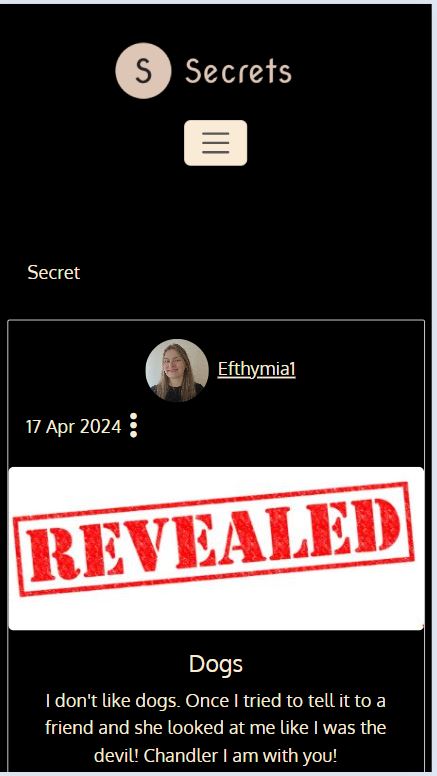 S Secrets
Secret
Efthymia1
17 Apr 2024
REVEALED
Dogs
I don't like dogs. Once I tried to tell it to a
friend and she looked at me like I was the
devil! Chandler I am with you!